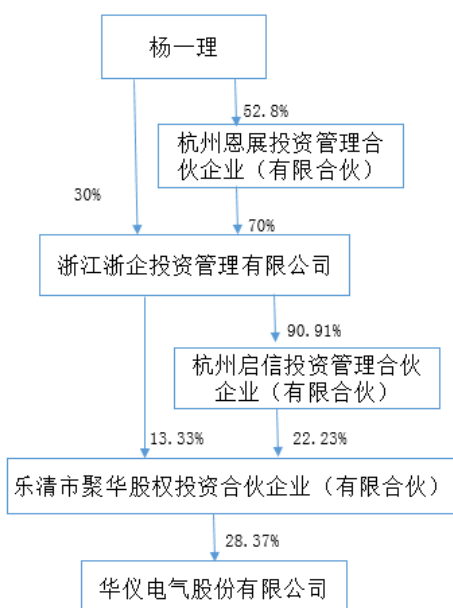 杨一理
52.8%
杭州恩展投资管理合
伙企业（有限合伙）
30%
70%
浙江浙企投资管理有限公司
90.91%
杭州启信投资管理合伙
企业（有限合伙）
13.33%
22.23%
乐清市聚华股权投资合伙企业（有限合伙）
28.37%
华仪电气股份有限公司